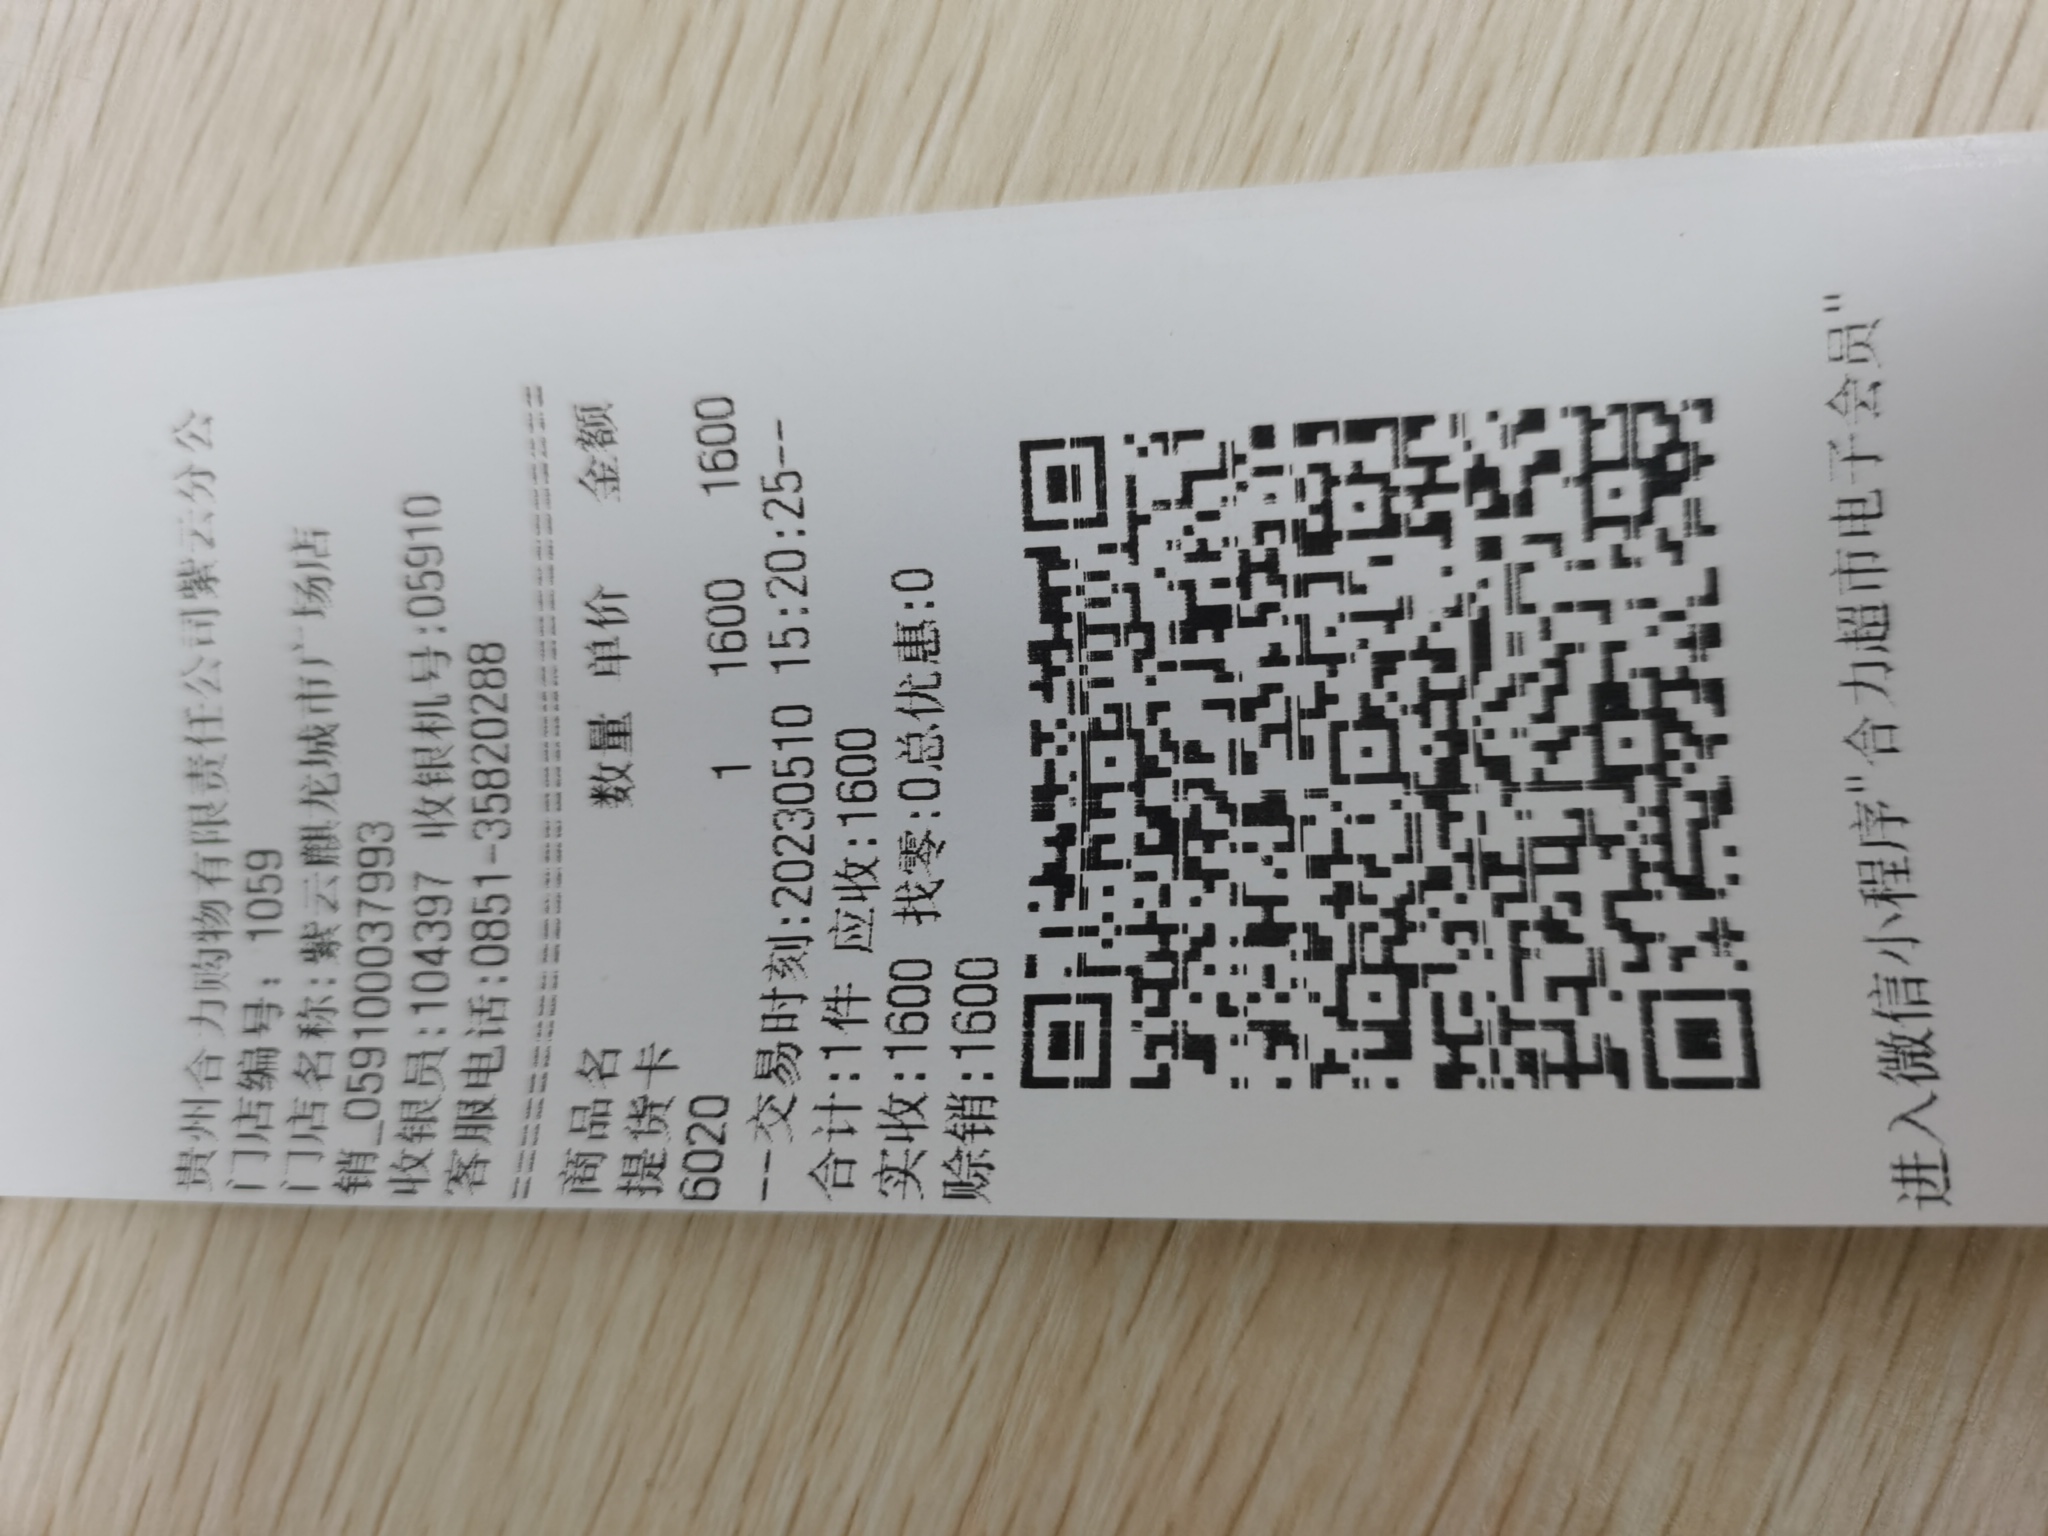 贵州合力购物有限责任公司紫云分公
门店编号: 1059
门店名称:紫云麒龙城市广场店
销_0591000379993
收银员:104397 收银机号:05910
客服电话:0851-35820288
================================
商品名 数量 单价 金额
提货卡
6020 1 1600 1600
--交易时刻:20230510 15:20:25--
合计:1件 应收:1600
实收:1600 找零:0总优惠:0
赊销:1600
进入微信小程序"合力超市电子会员"